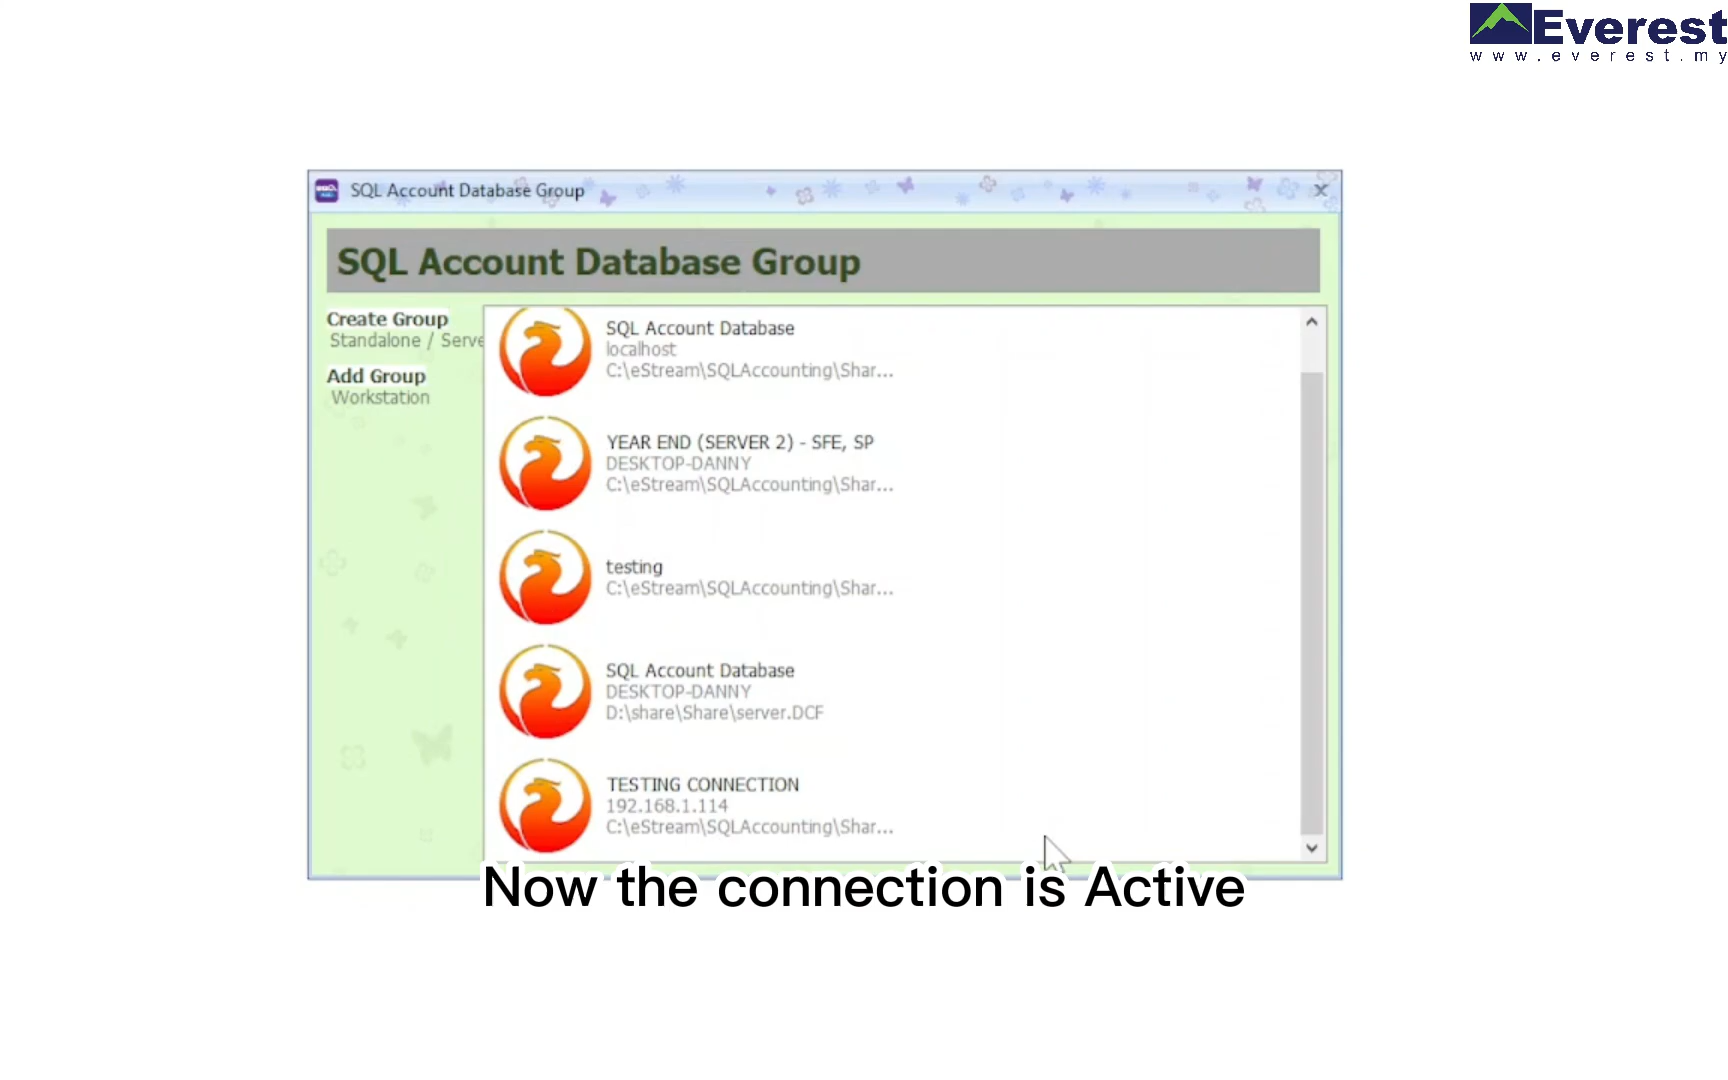 Everest
www.everest.my
SQL Account Database Group
SQL Account Database Group
Create Group
Standalone / Serve
Add Group
Workstation
SQL Account Database
localhost
C:\eStream\SQLAccounting\Shar...
YEAR END (SERVER 2) - SFE, SP
DESKTOP-DANNY
C:\eStream\SQLAccounting\Shar...
testing
C:\eStream\SQLAccounting\Shar...
SQL Account Database
DESKTOP-DANNY
D:\share\Share\server.DCF
TESTING CONNECTION
192.168.1.114
C:\eStream\SQLAccounting\Shar...
Now the connection is Active